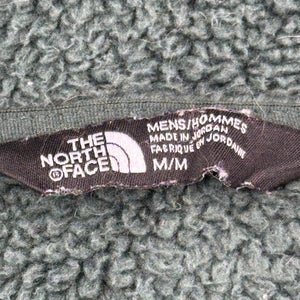 THE
NORTH
FACE
MENS/HOMMES
MADE IN JORDAN
FABRIQUE EN JORDANIE
M/M